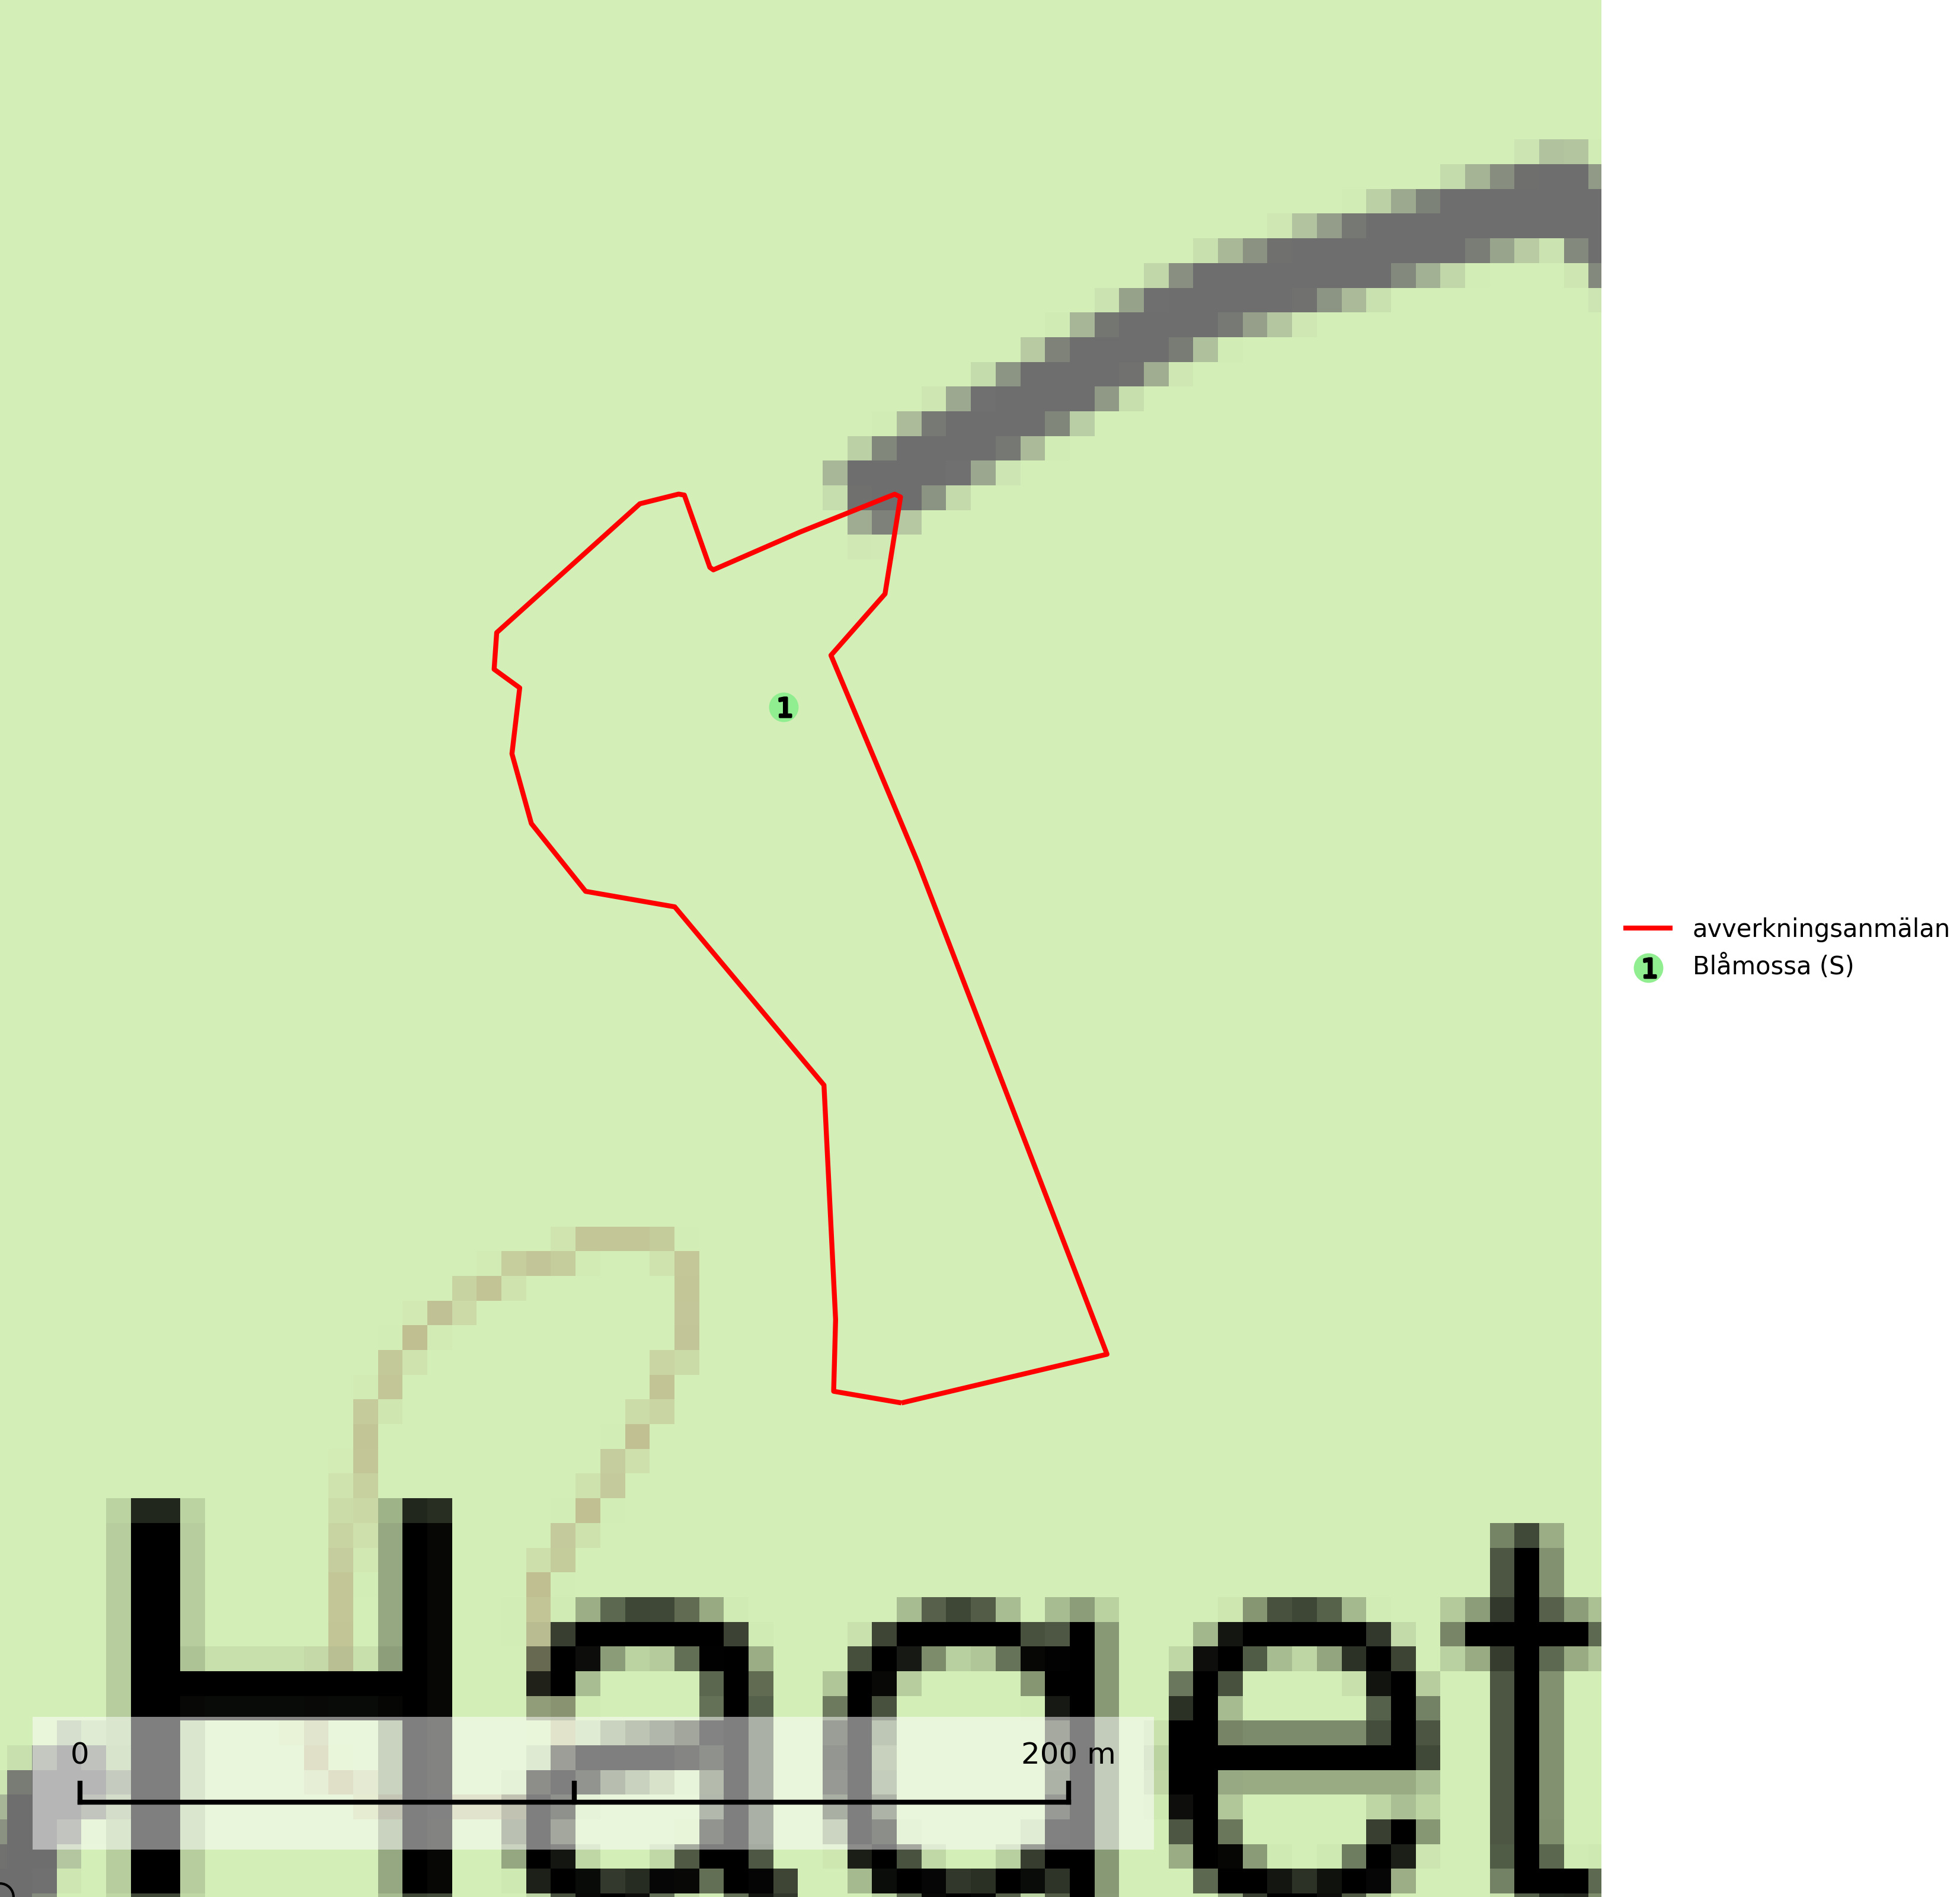 1
avverkningsanmälan
1 Blåmossa (S)
Haget
0 200 m